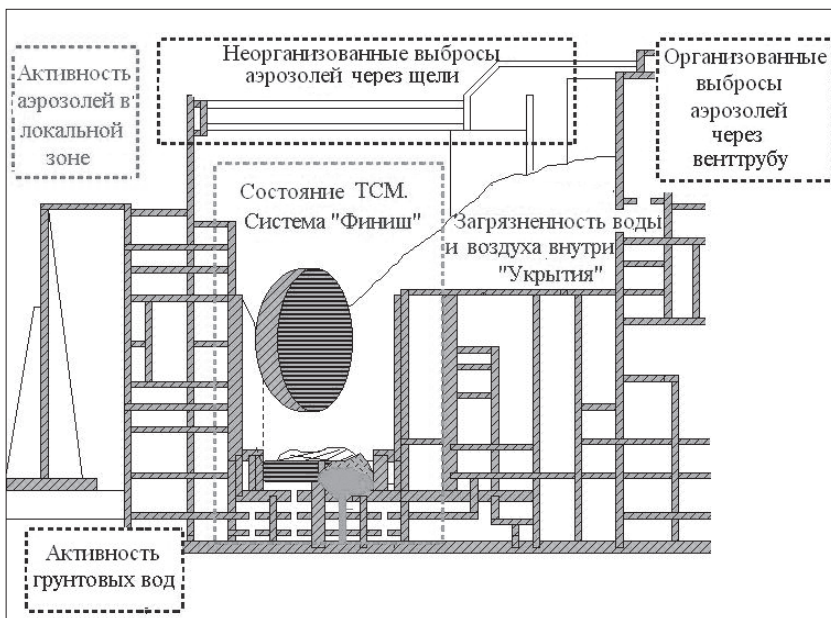 Неорганизованные выбросы
аэрозолей через щели
Активность
аэрозолей в
локальной
зоне
Организованные
выбросы
аэрозолей
через
венттрубу
Состояние ТСМ.
Система "Финиш"
Загрязненность воды
и воздуха внутри
"Укрытия"
Активность
грунтовых вод